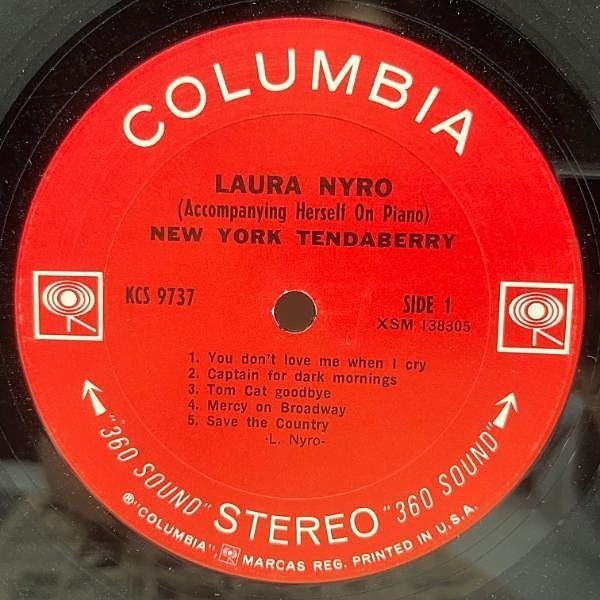 COLUMBIA
LAURA NYRO
(Accompanying Herself On Piano)
NEW YORK TENDABERRY
KCS 9737
SIDE 1
XSM 138305
1. You don't love me when I cry
2. Captain for dark mornings
3. Tom Cat goodbye
4. Mercy on Broadway
5. Save the Country
-L. Nyro-
"360 SOUND" STEREO "360 SOUND"
® "COLUMBIA", MARCAS REG. PRINTED IN U.S.A.